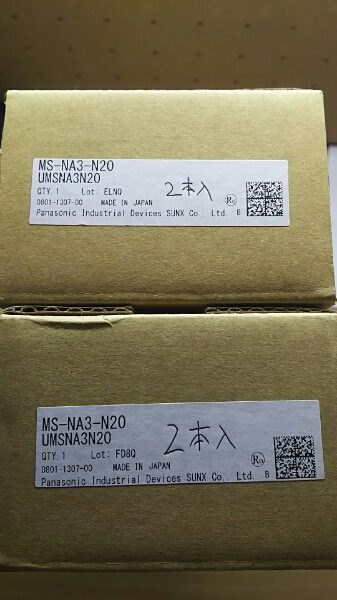 MS-NA3-N20
UMSNA3N20
QTY.1 Lot: ELNQ 2本入
0801-1307-00 MADE IN JAPAN
Panasonic Industrial Devices SUNX Co., Ltd. B
MS-NA3-N20
UMSNA3N20
QTY.1 Lot: FD8Q 2本入
0801-1307-00 MADE IN JAPAN
Panasonic Industrial Devices SUNX Co., Ltd. B